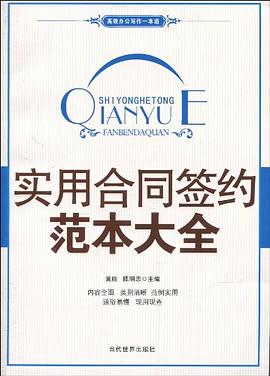 高效办公写作一本通
SHIYONGHETONG
QIANYUE
FANBENDAQUAN
实用合同签约
范本大全
主编
内容全面 类别清晰 范例实用
通俗易懂 现用现查
当代世界出版社